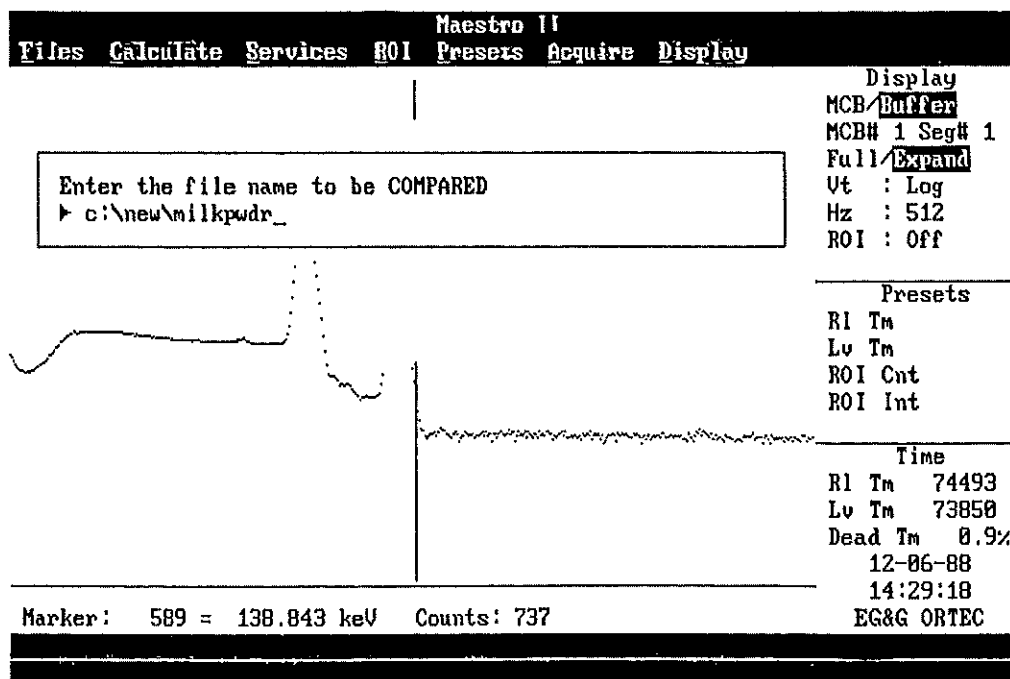 Maestro II
Files Calculate Services ROI Presets Acquire Display
Display
MCB/Buffer
MCB# 1 Seg# 1
Full/Expand
Vt : Log
Hz : 512
ROI : Off
Enter the file name to be COMPARED
c:\new\milkpwdr_
Presets
Rl Tm
Lv Tm
ROI Cnt
ROI Int
Time
Rl Tm 74493
Lv Tm 73850
Dead Tm 0.9%
12-06-88
14:29:18
EG&G ORTEC
Marker: 589 = 138.843 keV Counts: 737